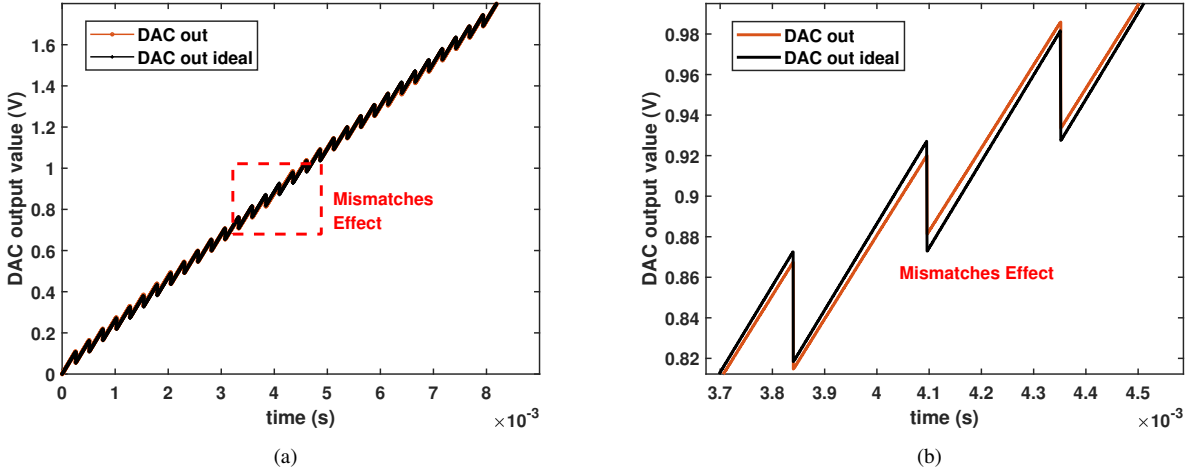 DAC out
DAC out ideal
DAC output value (V)
1.6
1.4
1.2
1
0.8
0.6
0.4
0.2
0
Mismatches
Effect
0 1 2 3 4 5 6 7 8
time (s)
×10⁻³
(a)
DAC out
DAC out ideal
DAC output value (V)
0.98
0.96
0.94
0.92
0.9
0.88
0.86
0.84
0.82
Mismatches Effect
3.7 3.8 3.9 4 4.1 4.2 4.3 4.4 4.5
time (s)
×10⁻³
(b)